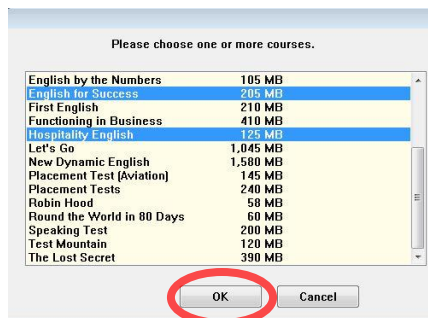 Please choose one or more courses.
English by the Numbers 105 MB
English for Success 205 MB
First English 210 MB
Functioning in Business 410 MB
Hospitality English 125 MB
Let's Go 1,045 MB
New Dynamic English 1,580 MB
Placement Test (Aviation) 145 MB
Placement Tests 240 MB
Robin Hood 58 MB
Round the World in 80 Days 60 MB
Speaking Test 200 MB
Test Mountain 120 MB
The Lost Secret 390 MB
OK Cancel